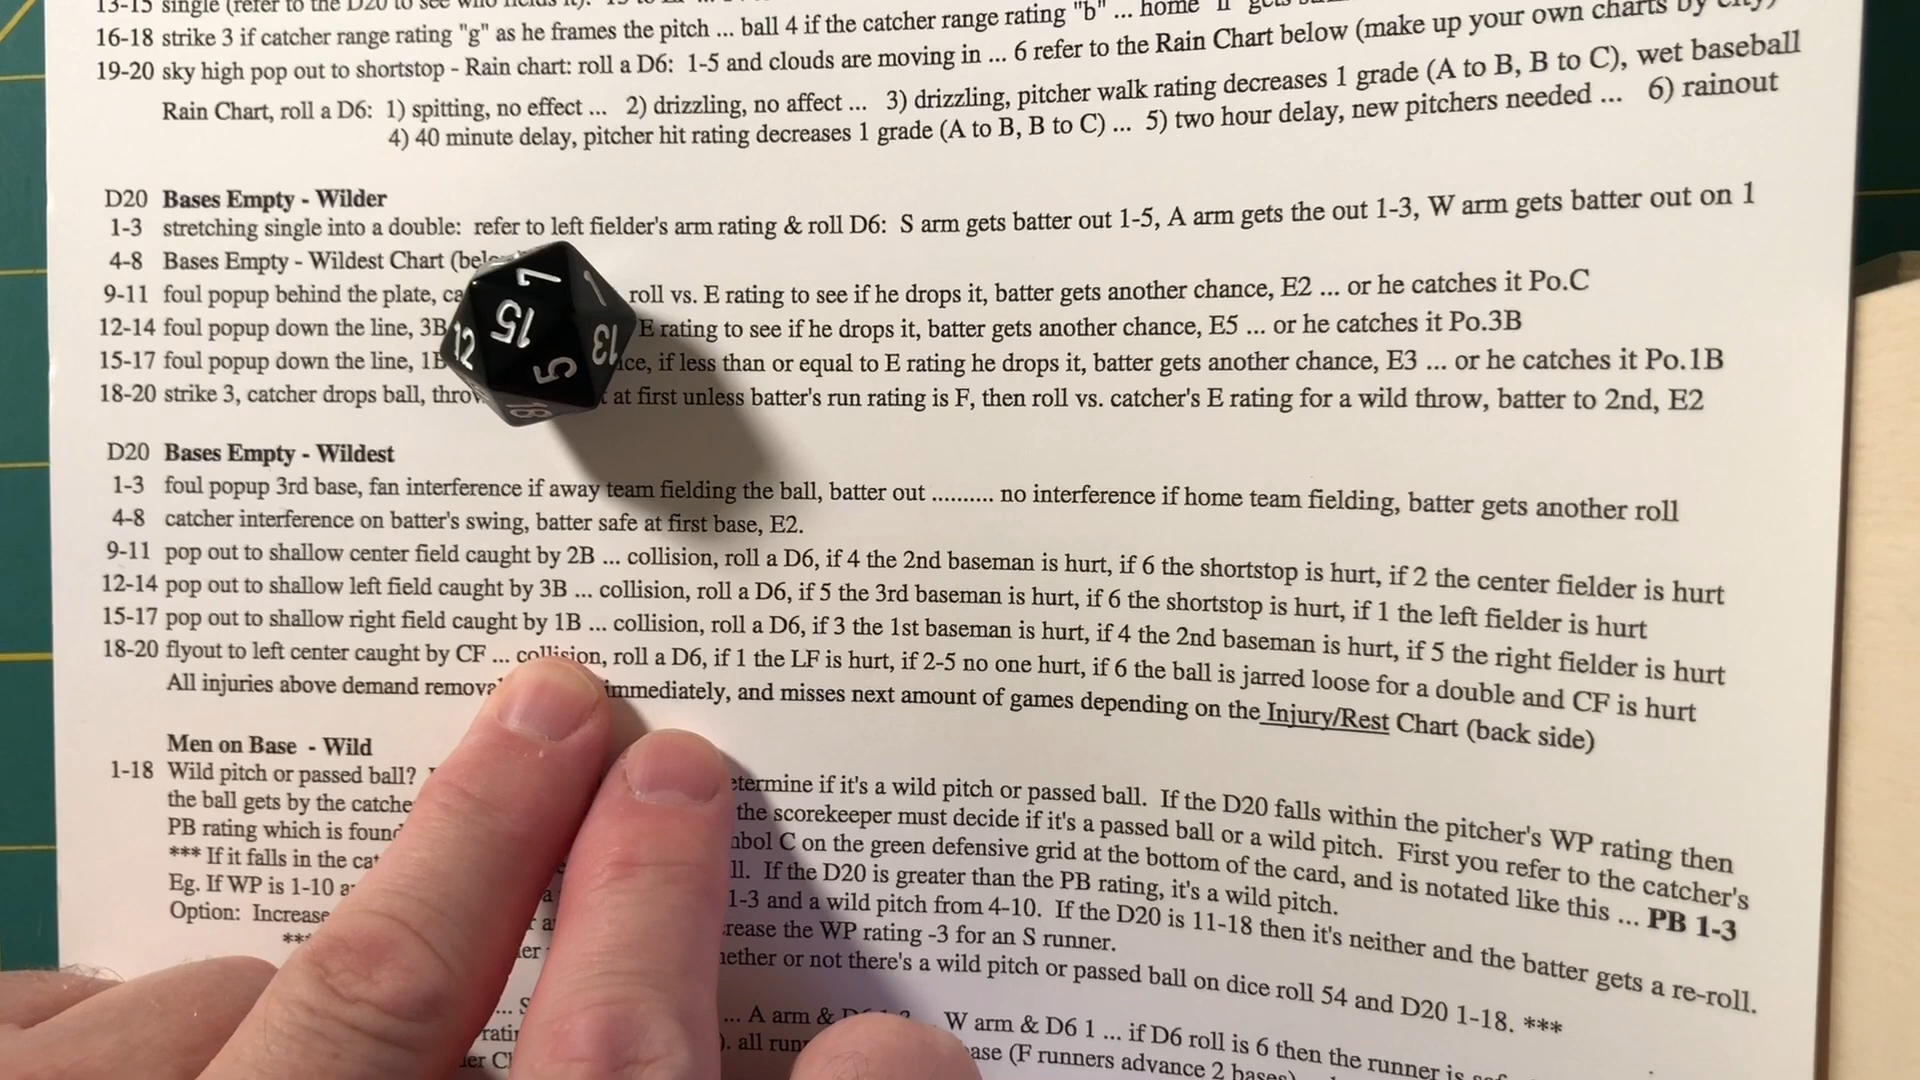 13-15 single (refer to the D20 to see who fields it).
16-18 strike 3 if catcher range rating "g" as he frames the pitch ... ball 4 if the catcher range rating "b" ... home
19-20 sky high pop out to shortstop - Rain chart: roll a D6: 1-5 and clouds are moving in ... 6 refer to the Rain Chart below (make up your own charts by city)
Rain Chart, roll a D6: 1) spitting, no effect ... 2) drizzling, no affect ... 3) drizzling, pitcher walk rating decreases 1 grade (A to B, B to C), wet baseball
4) 40 minute delay, pitcher hit rating decreases 1 grade (A to B, B to C) ... 5) two hour delay, new pitchers needed ... 6) rainout
D20 Bases Empty - Wilder
1-3 stretching single into a double: refer to left fielder's arm rating & roll D6: S arm gets batter out 1-5, A arm gets the out 1-3, W arm gets batter out on 1
4-8 Bases Empty - Wildest Chart
9-11 foul popup behind the plate, roll vs. E rating to see if he drops it, batter gets another chance, E2 ... or he catches it Po.C
12-14 foul popup down the line, 3B E rating to see if he drops it, batter gets another chance, E5 ... or he catches it Po.3B
15-17 foul popup down the line, if less than or equal to E rating he drops it, batter gets another chance, E3 ... or he catches it Po.1B
18-20 strike 3, catcher drops ball, at first unless batter's run rating is F, then roll vs. catcher's E rating for a wild throw, batter to 2nd, E2
7
1
15
13
12
5
18
D20 Bases Empty - Wildest
1-3 foul popup 3rd base, fan interference if away team fielding the ball, batter out .......... no interference if home team fielding, batter gets another roll
4-8 catcher interference on batter's swing, batter safe at first base, E2.
9-11 pop out to shallow center field caught by 2B ... collision, roll a D6, if 4 the 2nd baseman is hurt, if 6 the shortstop is hurt, if 2 the center fielder is hurt
12-14 pop out to shallow left field caught by 3B ... collision, roll a D6, if 5 the 3rd baseman is hurt, if 6 the shortstop is hurt, if 1 the left fielder is hurt
15-17 pop out to shallow right field caught by 1B ... collision, roll a D6, if 3 the 1st baseman is hurt, if 4 the 2nd baseman is hurt, if 5 the right fielder is hurt
18-20 flyout to left center caught by CF ... collision, roll a D6, if 1 the LF is hurt, if 2-5 no one hurt, if 6 the ball is jarred loose for a double and CF is hurt
All injuries above demand immediately, and misses next amount of games depending on the Injury/Rest Chart (back side)
Men on Base - Wild
1-18 Wild pitch or passed ball? determine if it's a wild pitch or passed ball. If the D20 falls within the pitcher's WP rating then
the ball gets by the the scorekeeper must decide if it's a passed ball or a wild pitch. First you refer to the catcher's
PB rating which is C on the green defensive grid at the bottom of the card, and is notated like this ... PB 1-3
*** If it falls in the If the D20 is greater than the PB rating, it's a wild pitch.
Eg. If WP is 1-10 1-3 and a wild pitch from 4-10. If the D20 is 11-18 then it's neither and the batter gets a re-roll.
Option: Increase the WP rating -3 for an S runner.
whether or not there's a wild pitch or passed ball on dice roll 54 and D20 1-18. ***
... A arm & W arm & D6 1 ... if D6 roll is 6 then the runner is
all (F runners advance 2 bases)